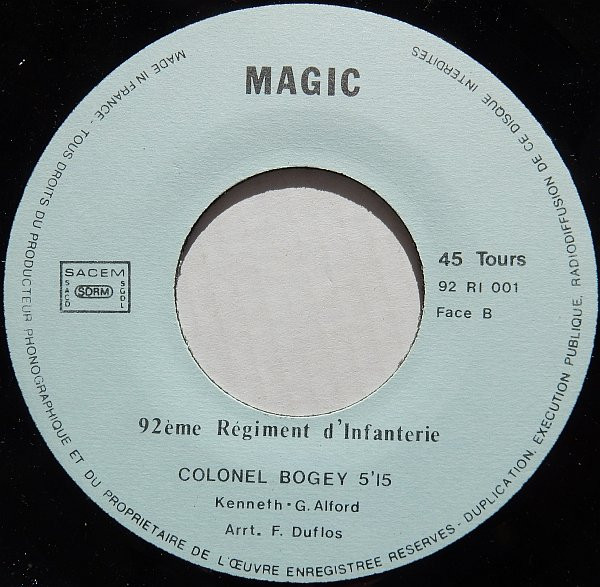 MAGIC
MADE IN FRANCE - TOUS DROITS DU PRODUCTEUR PHONOGRAPHIQUE ET DU PROPRIETAIRE DE L'ŒUVRE ENREGISTREE RESERVES - DUPLICATION, EXECUTION PUBLIQUE, RADIODIFFUSION DE CE DISQUE INTERDITES
SACEM
SACD
SDRM
SGDL
45 Tours
92 RI 001
Face B
92ème Régiment d'Infanterie
COLONEL BOGEY 5'15
Kenneth - G. Alford
Arrt. F. Duflos